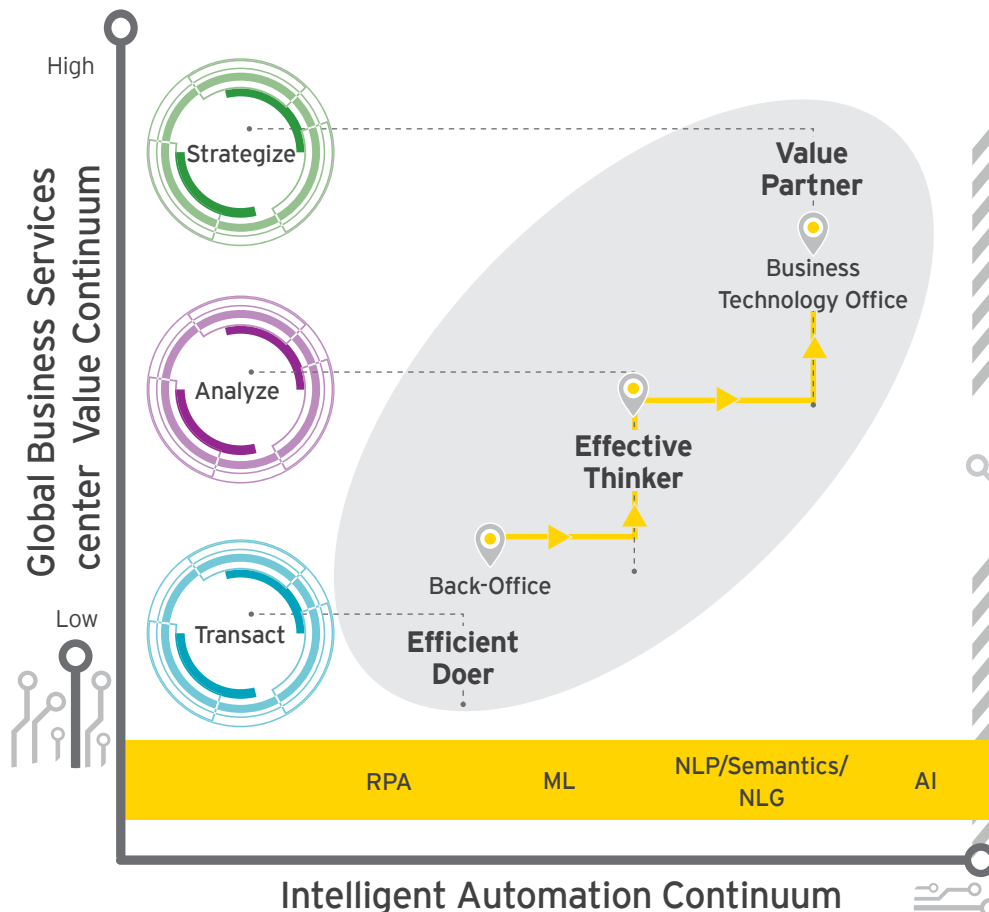 High
Global Business Services
center Value Continuum
Low
Strategize
Analyze
Transact
Value
Partner
Business
Technology Office
Effective
Thinker
Back-Office
Efficient
Doer
RPA
ML
NLP/Semantics/
NLG
AI
Intelligent Automation Continuum